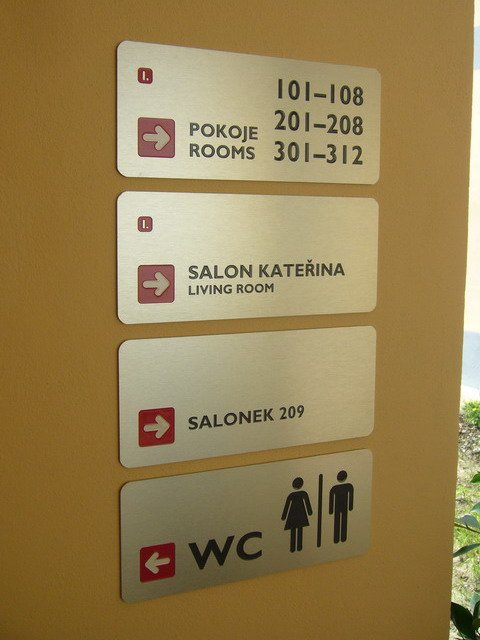 I.
101–108
201–208
POKOJE
ROOMS 301–312
I.
SALON KATEŘINA
LIVING ROOM
SALONEK 209
WC